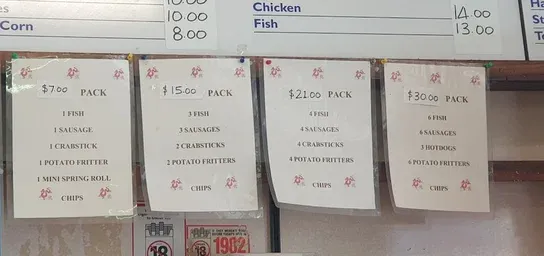 10.00
10.00
Corn 8.00
Chicken 14.00
Fish 13.00
$7.00 PACK
1 FISH
1 SAUSAGE
1 CRABSTICK
1 POTATO FRITTER
1 MINI SPRING ROLL
CHIPS
$15.00 PACK
3 FISH
3 SAUSAGES
2 CRABSTICKS
2 POTATO FRITTERS
CHIPS
$21.00 PACK
4 FISH
4 SAUSAGES
4 CRABSTICKS
4 POTATO FRITTERS
CHIPS
$30.00 PACK
6 FISH
6 SAUSAGES
3 HOTDOGS
6 POTATO FRITTERS
CHIPS
18
18
1982